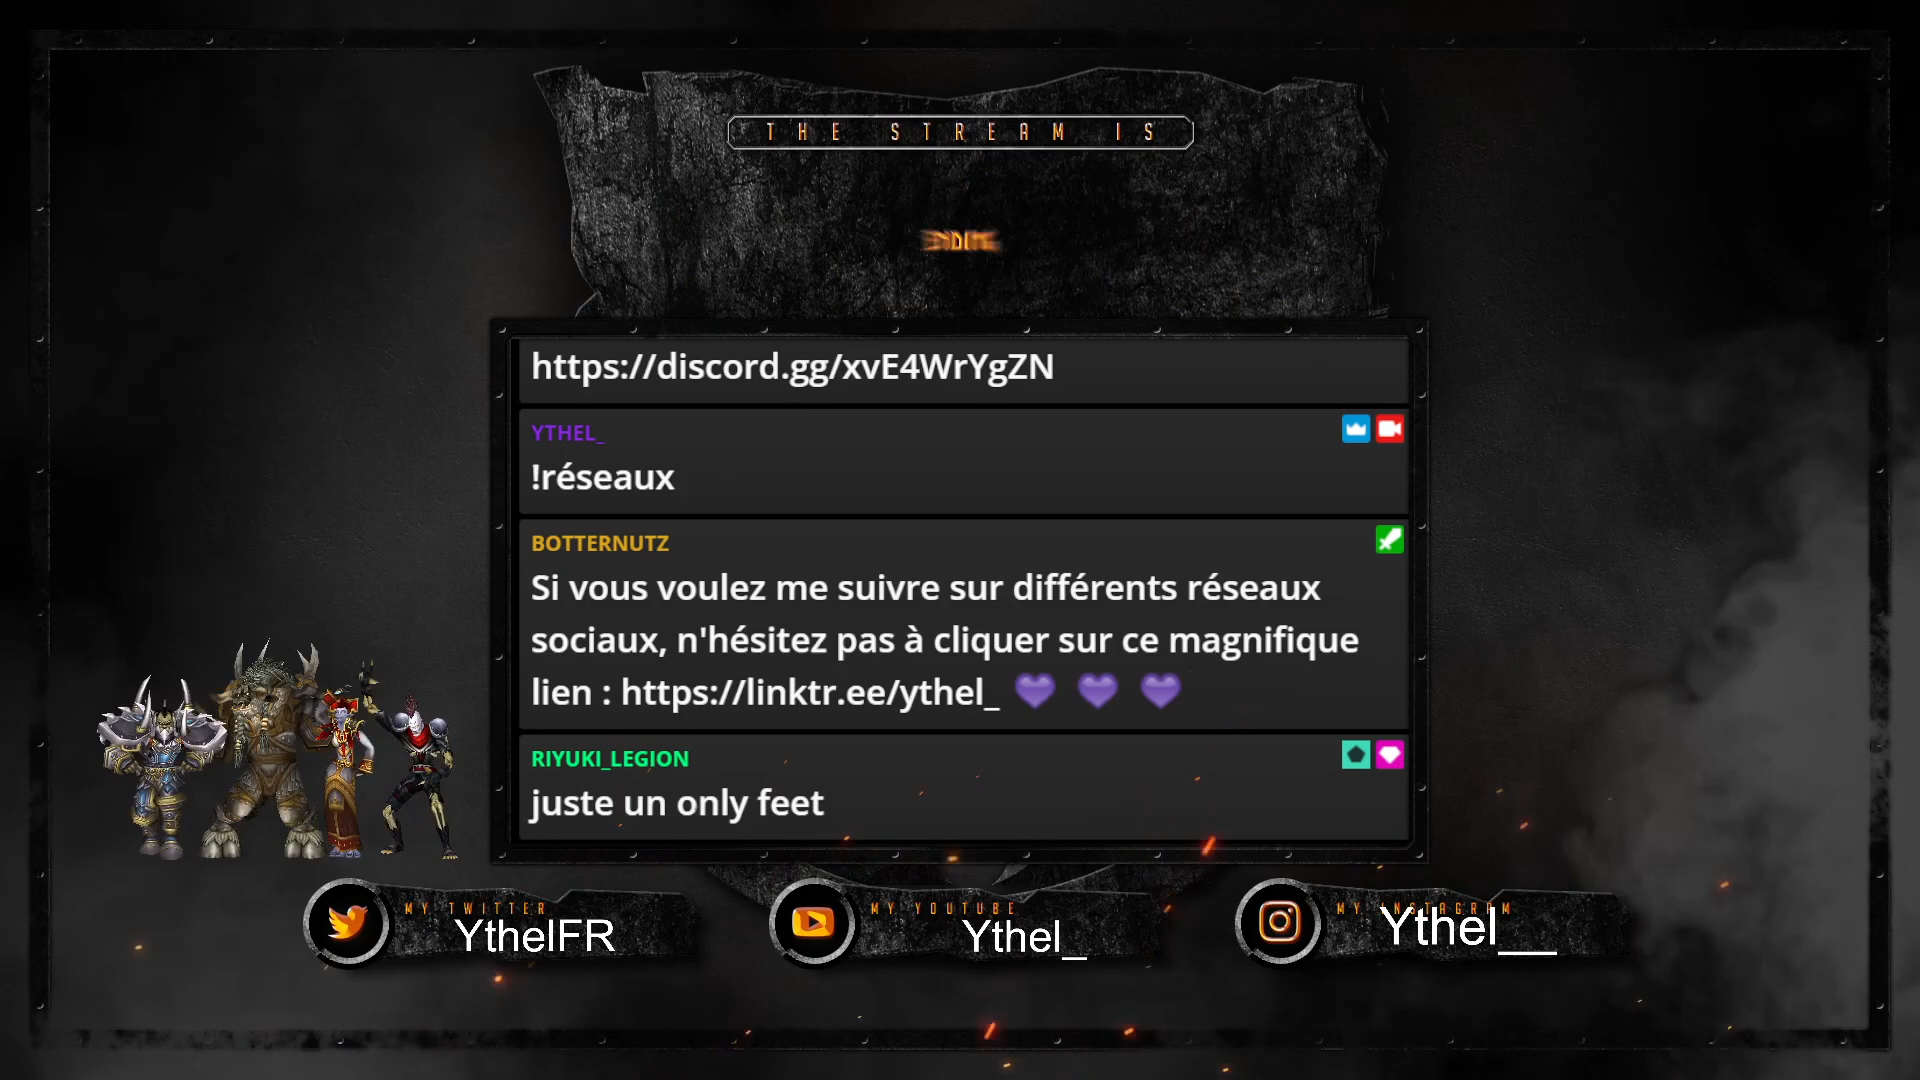 THE STREAM IS
https://discord.gg/xvE4WrYgZN
YTHEL_
!réseaux
BOTTERNUTZ
Si vous voulez me suivre sur différents réseaux
sociaux, n'hésitez pas à cliquer sur ce magnifique
lien : https://linktr.ee/ythel_ 💜 💜 💜
RIYUKI_LEGION
juste un only feet
MY TWITTER
YthelFR
MY YOUTUBE
Ythel_
MY INSTAGRAM
Ythel__